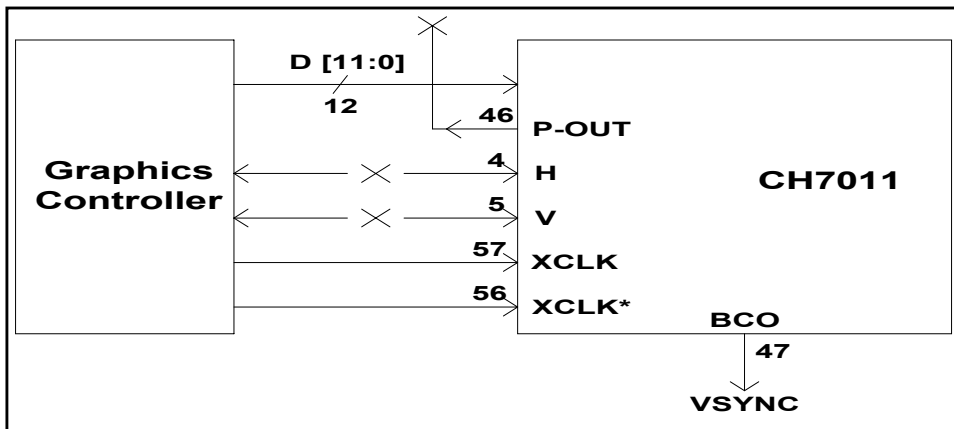 D [11:0]
12
46
P-OUT
Graphics
Controller
4
H
CH7011
5
V
57
XCLK
56
XCLK*
BCO
47
VSYNC